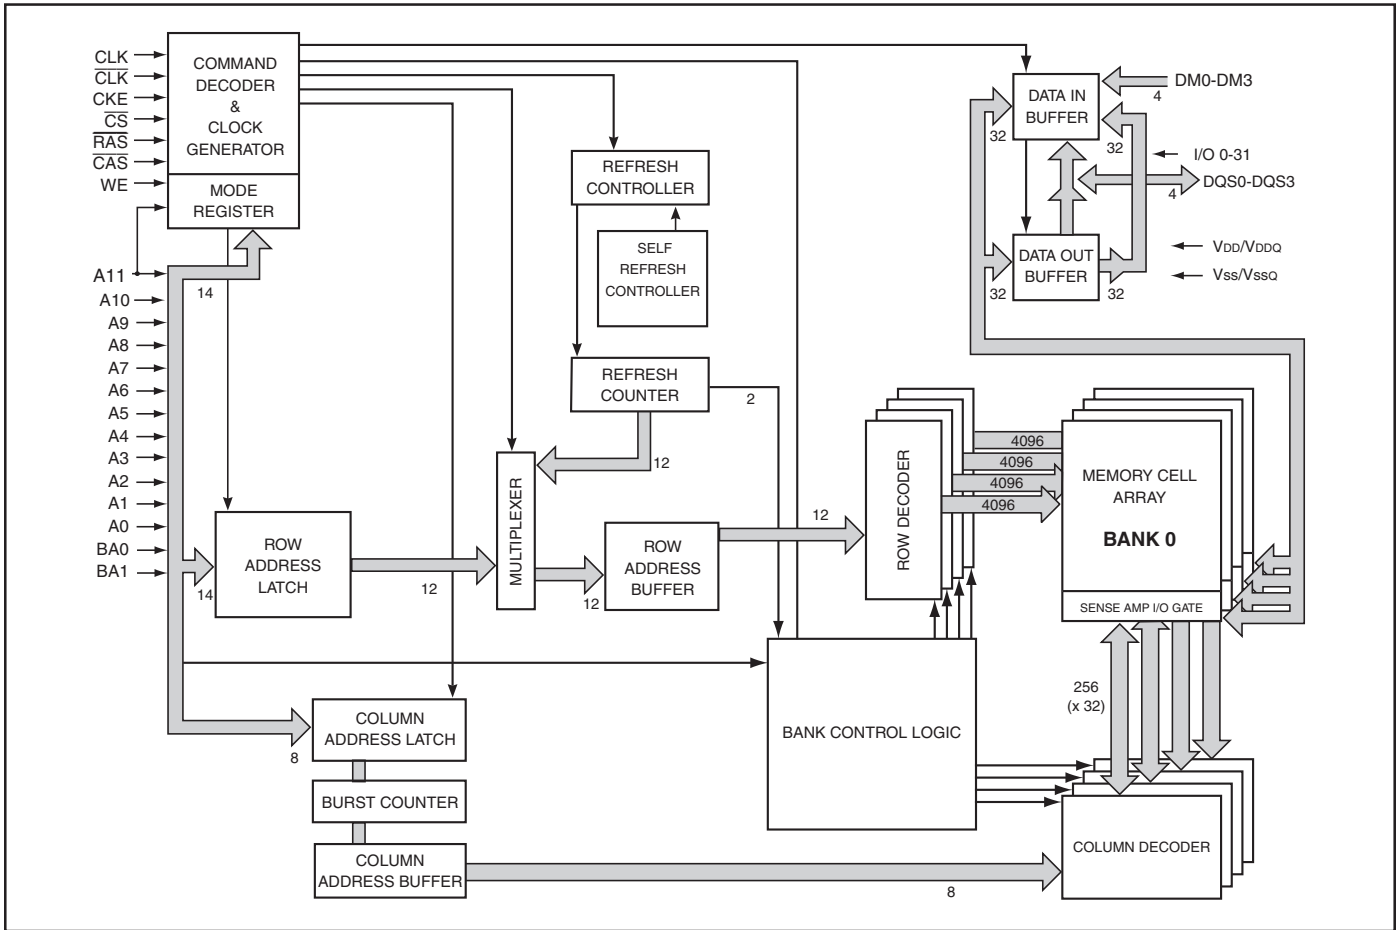 CLK
CLK
CKE
CS
RAS
CAS
WE
A11
A10
A9
A8
A7
A6
A5
A4
A3
A2
A1
A0
BA0
BA1
COMMAND
DECODER
&
CLOCK
GENERATOR
MODE
REGISTER
14
14
ROW
ADDRESS
LATCH
12
REFRESH
CONTROLLER
SELF
REFRESH
CONTROLLER
REFRESH
COUNTER
2
12
MULTIPLEXER
12
ROW
ADDRESS
BUFFER
12
8
COLUMN
ADDRESS LATCH
BURST COUNTER
COLUMN
ADDRESS BUFFER
8
BANK CONTROL LOGIC
ROW DECODER
4096
4096
4096
4096
MEMORY CELL
ARRAY
BANK 0
SENSE AMP I/O GATE
256
(x 32)
COLUMN DECODER
DATA IN
BUFFER
32
32
DM0-DM3
4
I/O 0-31
DQS0-DQS3
4
DATA OUT
BUFFER
32
32
VDD/VDDQ
VSS/VSSQ